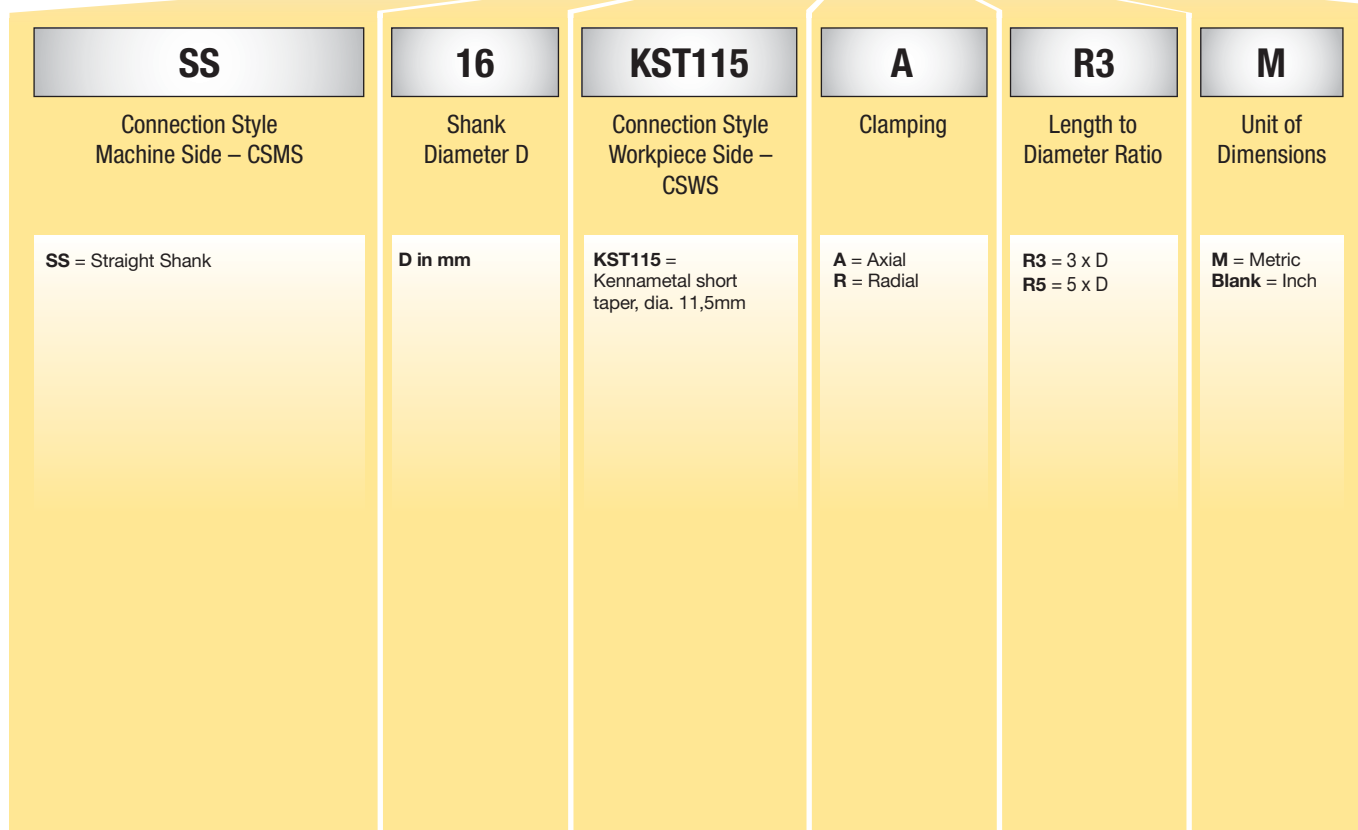 SS
16
KST115
A
R3
M
Connection Style
Machine Side – CSMS
Shank
Diameter D
Connection Style
Workpiece Side –
CSWS
Clamping
Length to
Diameter Ratio
Unit of
Dimensions
SS = Straight Shank
D in mm
KST115 =
Kennametal short
taper, dia. 11,5mm
A = Axial
R = Radial
R3 = 3 x D
R5 = 5 x D
M = Metric
Blank = Inch